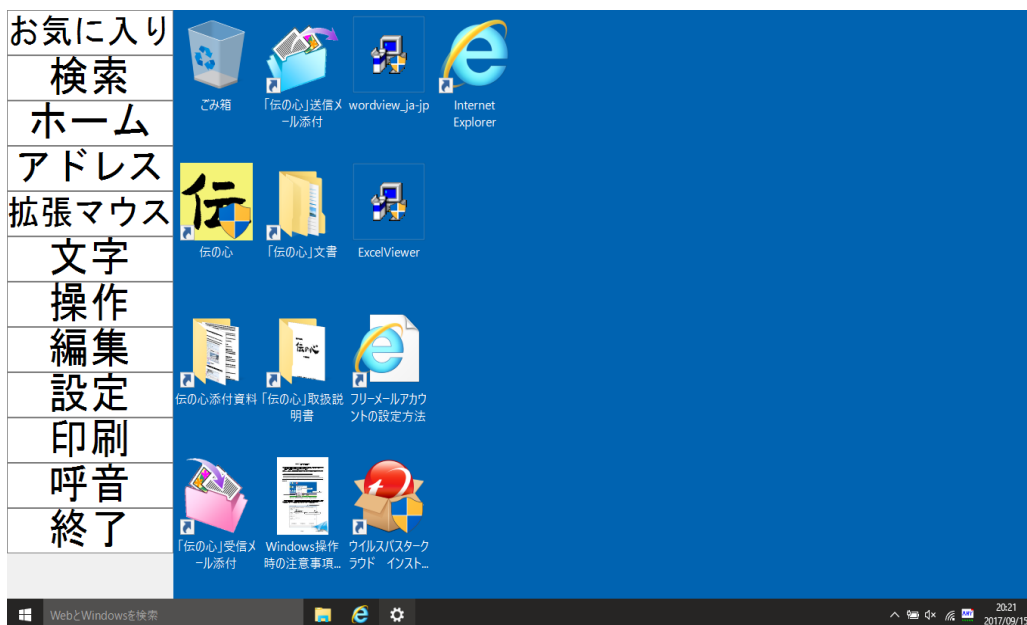 お気に入り
検索
ホーム
アドレス
拡張マウス
文字
操作
編集
設定
印刷
呼音
終了
ごみ箱
「伝の心」送信メ
ール添付
wordview_ja-jp
Internet
Explorer
伝
伝の心
「伝の心」文書
ExcelViewer
伝の心添付資料
伝の心
「伝の心」取扱説
明書
フリーメールアカウ
ントの設定方法
「伝の心」受信メ
ール添付
Windows操作
時の注意事項...
ウイルスバスターク
ラウド インスト...
WebとWindowsを検索
20:21
2017/09/15